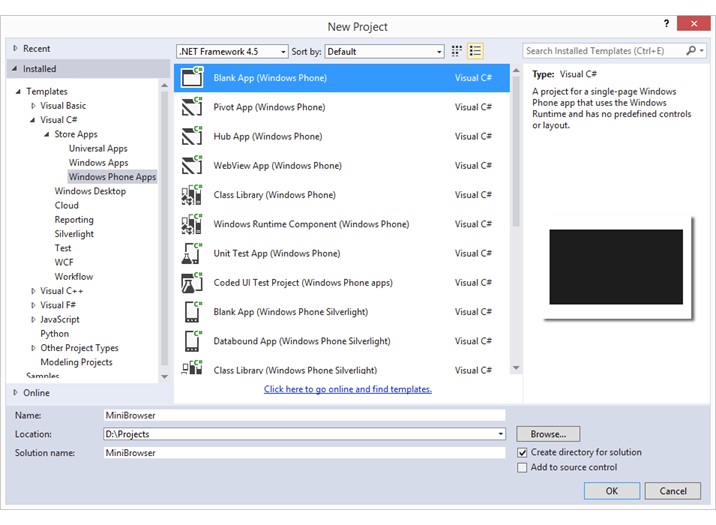 New Project
?
Recent
Installed
.NET Framework 4.5
Sort by:
Default
Search Installed Templates (Ctrl+E)
Templates
Visual Basic
Visual C#
Store Apps
Universal Apps
Windows Apps
Windows Phone Apps
Windows Desktop
Cloud
Reporting
Silverlight
Test
WCF
Workflow
Visual C++
Visual F#
JavaScript
Python
Other Project Types
Modeling Projects
Samples
Online
Blank App (Windows Phone) Visual C#
Pivot App (Windows Phone) Visual C#
Hub App (Windows Phone) Visual C#
WebView App (Windows Phone) Visual C#
Class Library (Windows Phone) Visual C#
Windows Runtime Component (Windows Phone) Visual C#
Unit Test App (Windows Phone) Visual C#
Coded UI Test Project (Windows Phone apps) Visual C#
Blank App (Windows Phone Silverlight) Visual C#
Databound App (Windows Phone Silverlight) Visual C#
Class Library (Windows Phone Silverlight) Visual C#
Click here to go online and find templates.
Type: Visual C#
A project for a single-page Windows
Phone app that uses the Windows
Runtime and has no predefined controls
or layout.
Name: MiniBrowser
Location: D:\Projects
Browse...
Solution name: MiniBrowser
Create directory for solution
Add to source control
OK
Cancel